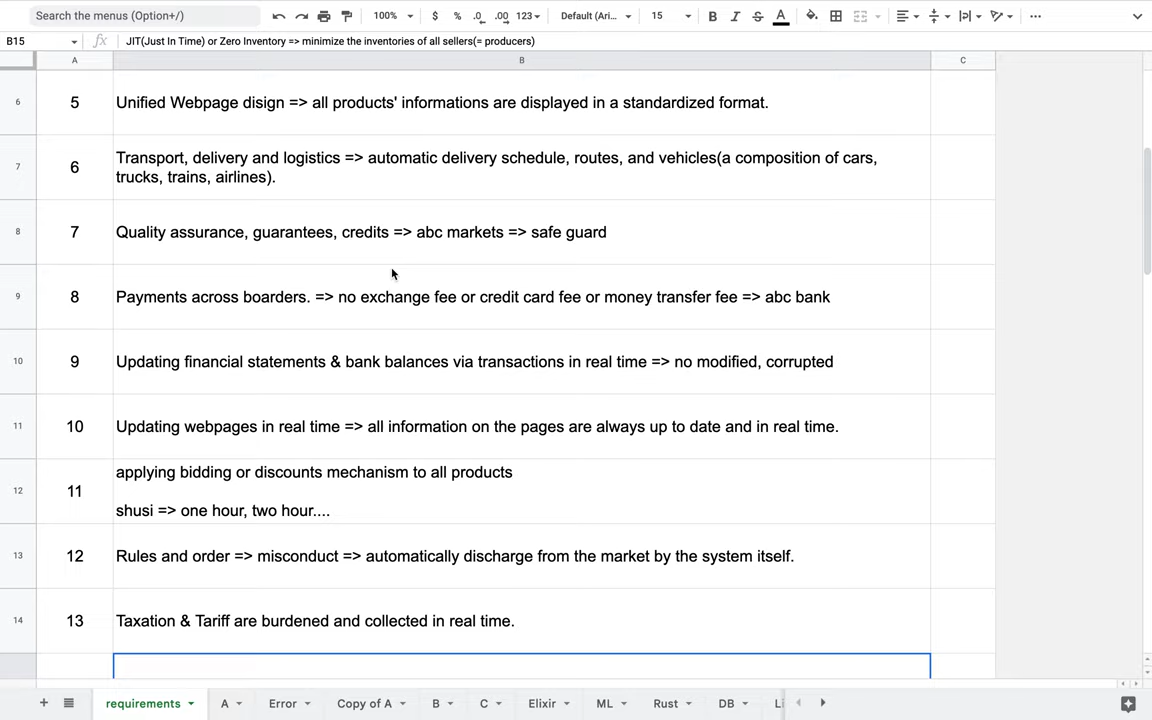 Search the menus (Option+/)
100%
$
%
.0
.00
123
Default (Ari...
15
B
I
S
A
B15
fx
JIT(Just In Time) or Zero Inventory => minimize the inventories of all sellers(= producers)
A
B
C
6
5
Unified Webpage disign => all products' informations are displayed in a standardized format.
7
6
Transport, delivery and logistics => automatic delivery schedule, routes, and vehicles(a composition of cars,
trucks, trains, airlines).
8
7
Quality assurance, guarantees, credits => abc markets => safe guard
9
8
Payments across boarders. => no exchange fee or credit card fee or money transfer fee => abc bank
10
9
Updating financial statements & bank balances via transactions in real time => no modified, corrupted
11
10
Updating webpages in real time => all information on the pages are always up to date and in real time.
12
11
applying bidding or discounts mechanism to all products
shusi => one hour, two hour....
13
12
Rules and order => misconduct => automatically discharge from the market by the system itself.
14
13
Taxation & Tariff are burdened and collected in real time.
requirements
A
Error
Copy of A
B
C
Elixir
ML
Rust
DB